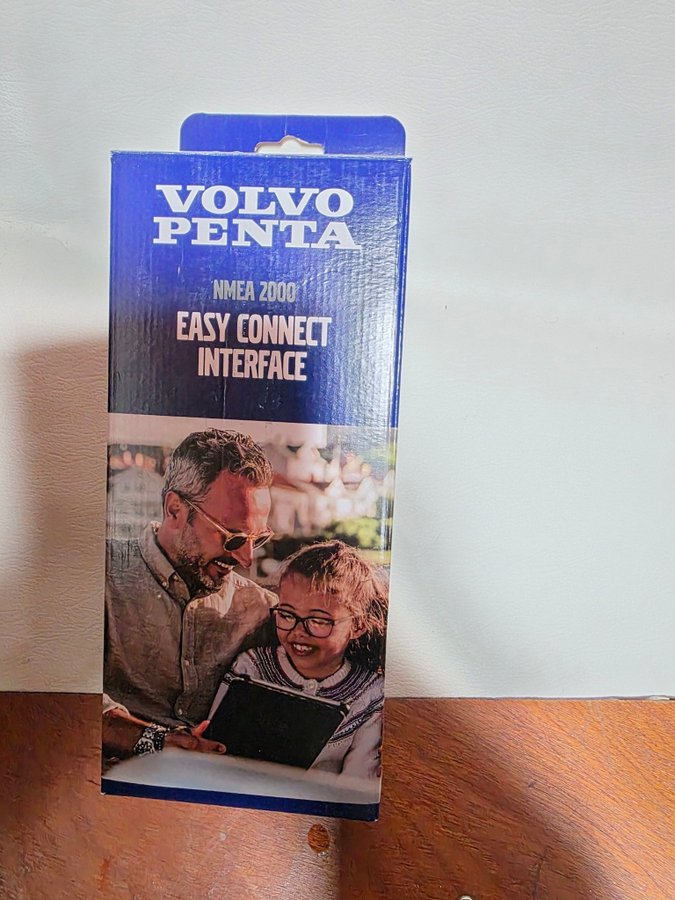 VOLVO
PENTA
NMEA 2000
EASY CONNECT
INTERFACE